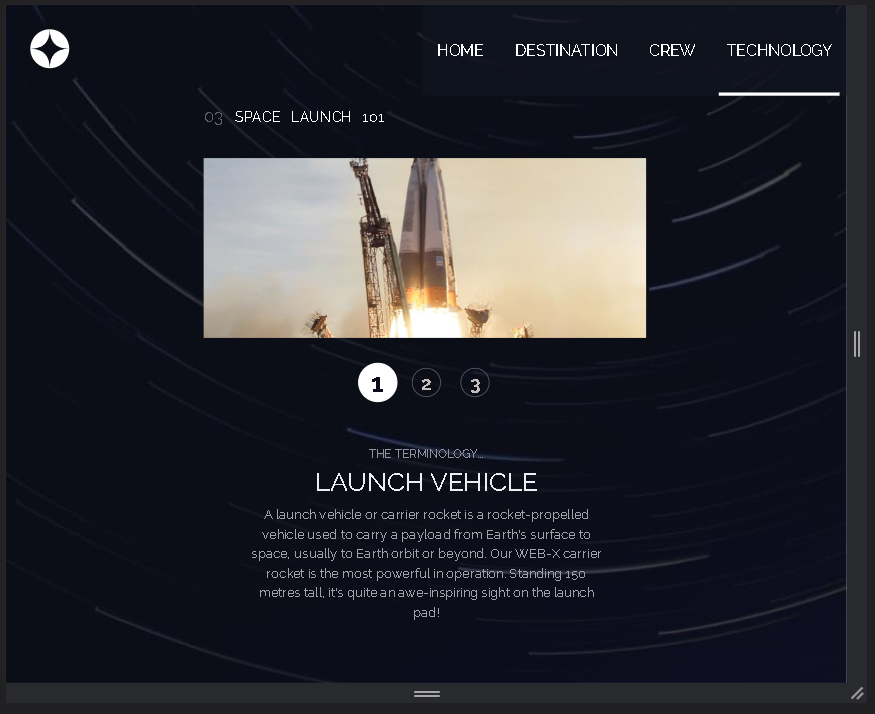 HOME DESTINATION CREW TECHNOLOGY
03 SPACE LAUNCH 101
1 2 3
THE TERMINOLOGY...
LAUNCH VEHICLE
A launch vehicle or carrier rocket is a rocket-propelled
vehicle used to carry a payload from Earth's surface to
space, usually to Earth orbit or beyond. Our WEB-X carrier
rocket is the most powerful in operation. Standing 150
metres tall, it's quite an awe-inspiring sight on the launch
pad!